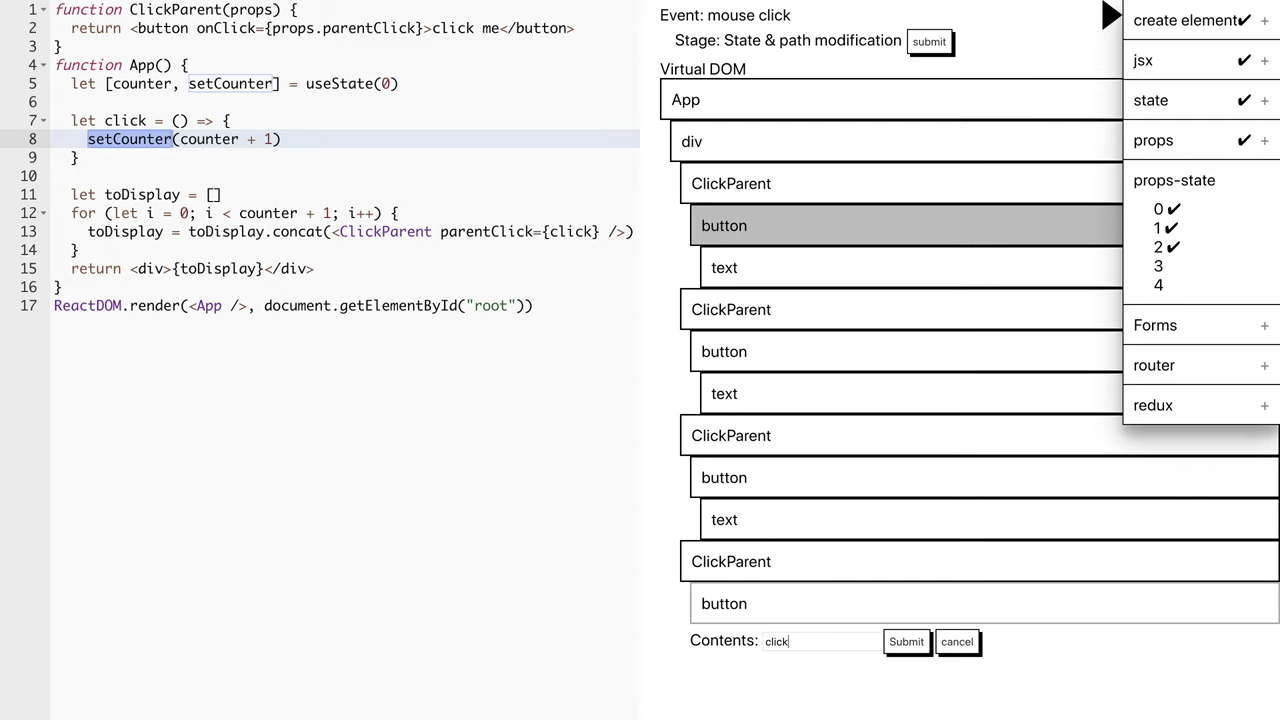 1 function ClickParent(props) {
2 return <button onClick={props.parentClick}>click me</button>
3 }
4 function App() {
5 let [counter, setCounter] = useState(0)
6
7 let click = () => {
8 setCounter(counter + 1)
9 }
10
11 let toDisplay = []
12 for (let i = 0; i < counter + 1; i++) {
13 toDisplay = toDisplay.concat(<ClickParent parentClick={click} />)
14 }
15 return <div>{toDisplay}</div>
16 }
17 ReactDOM.render(<App />, document.getElementById("root"))
Event: mouse click
Stage: State & path modification submit
Virtual DOM
App
div
ClickParent
button
text
ClickParent
button
text
ClickParent
button
text
ClickParent
button
Contents: click Submit cancel
create element✔ +
jsx ✔ +
state ✔ +
props ✔ +
props-state
0 ✔
1 ✔
2 ✔
3
4
Forms +
router +
redux +